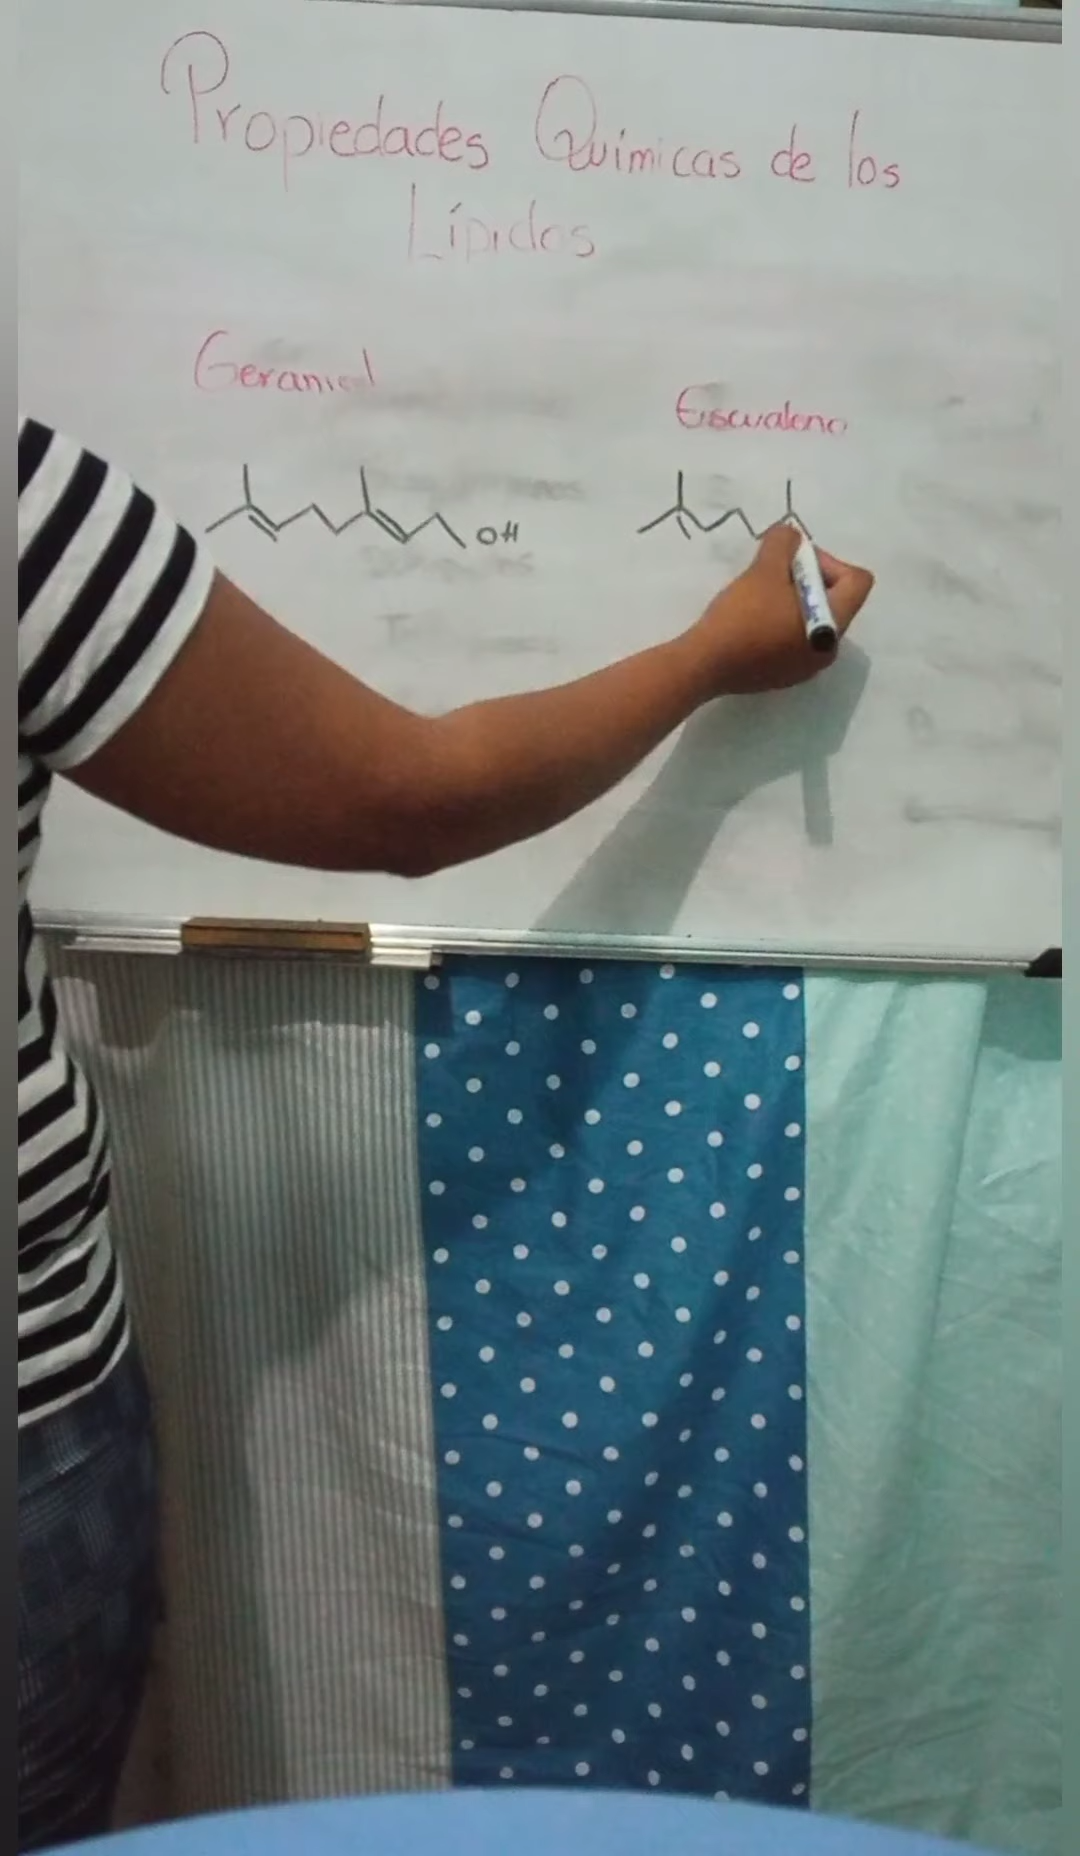 Propiedades Químicas de los
Lípidos
Geraniol
Escualeno
OH